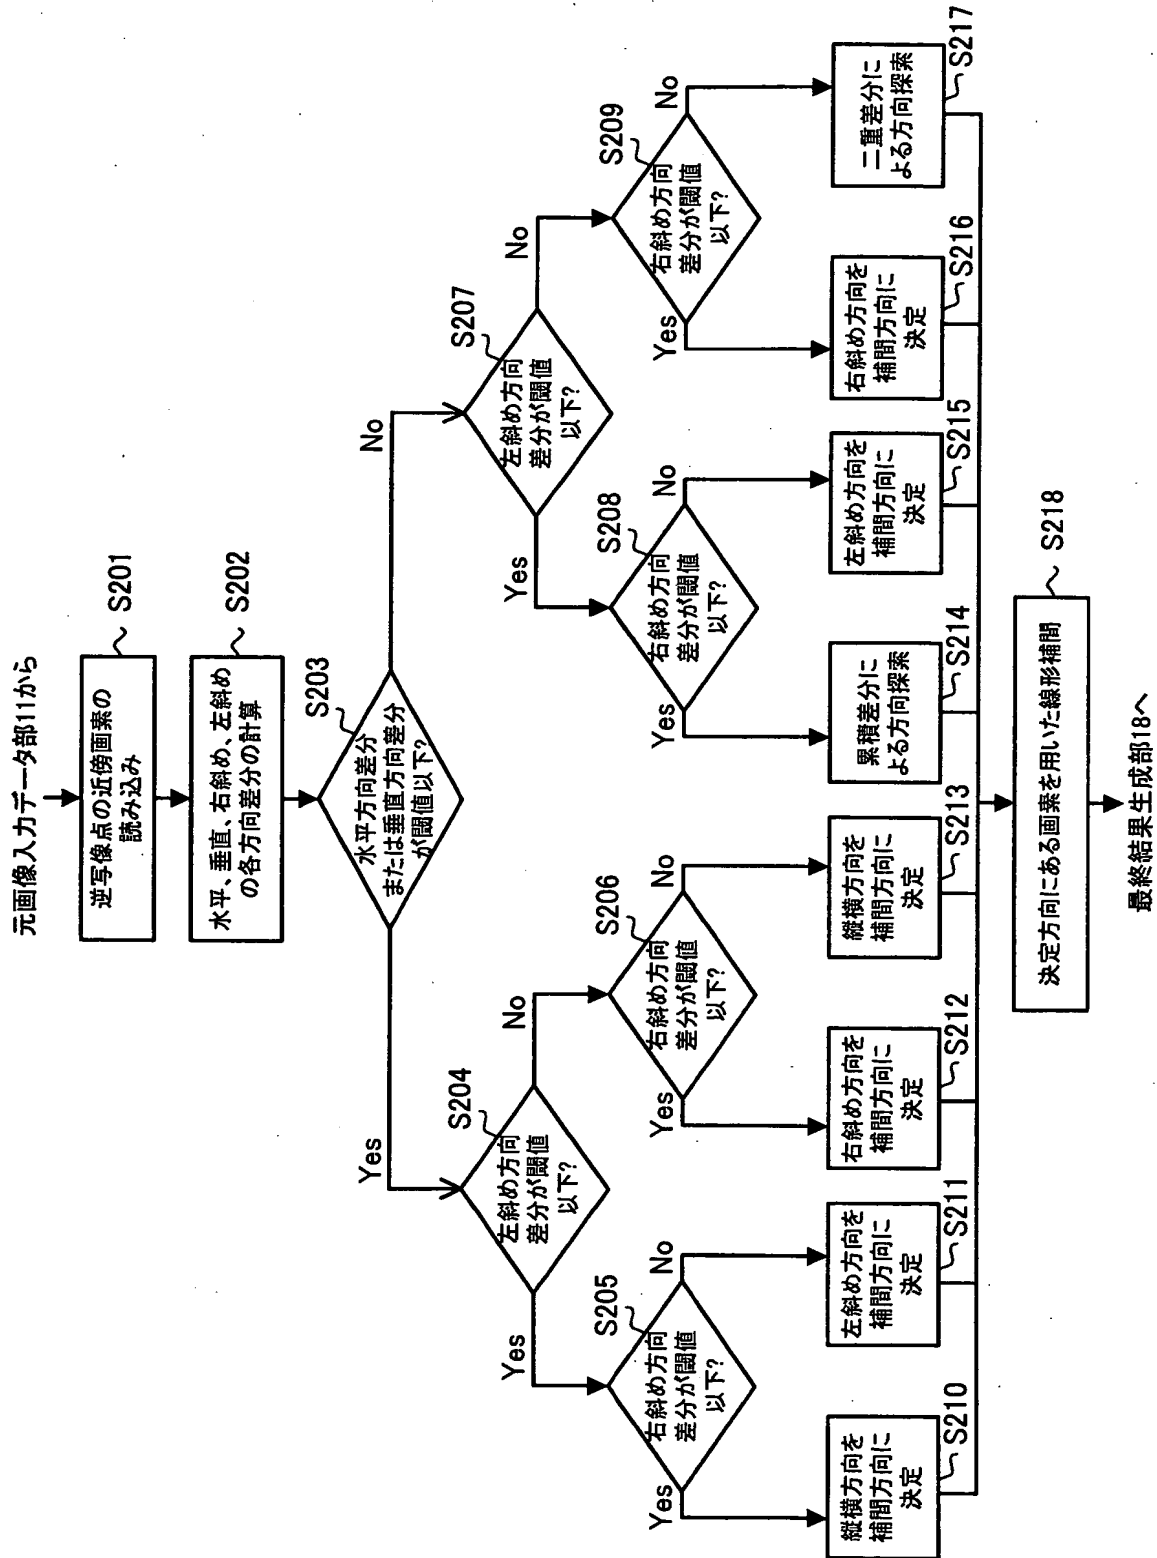 元画像入力データ部11から
逆写像点の近傍画素の
読み込み
S201
水平、垂直、右斜め、左斜め
の各方向差分の計算
S202
水平方向差分
または垂直方向差分
が閾値以下?
S203
Yes
No
左斜め方向
差分が閾値
以下?
S204
Yes
No
左斜め方向
差分が閾値
以下?
S207
Yes
No
右斜め方向
差分が閾値
以下?
S205
Yes
No
右斜め方向
差分が閾値
以下?
S206
Yes
No
右斜め方向
差分が閾値
以下?
S208
Yes
No
右斜め方向
差分が閾値
以下?
S209
Yes
No
縦横方向を
補間方向に
決定
S210
左斜め方向を
補間方向に
決定
S211
右斜め方向を
補間方向に
決定
S212
縦横方向を
補間方向に
決定
S213
累積差分に
よる方向探索
S214
左斜め方向を
補間方向に
決定
S215
右斜め方向を
補間方向に
決定
S216
二重差分に
よる方向探索
S217
決定方向にある画素を用いた線形補間
S218
最終結果生成部18へ